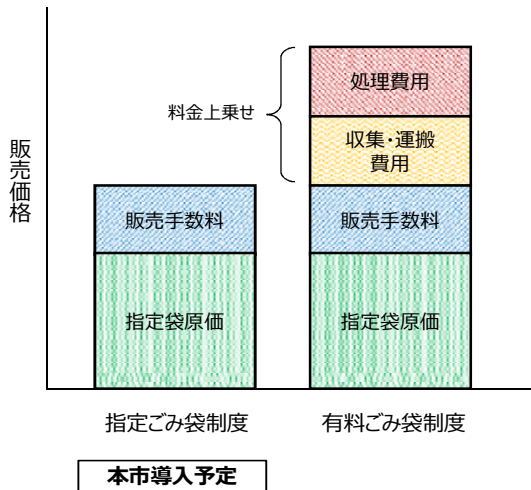 販売価格
料金上乗せ
処理費用
収集・運搬
費用
販売手数料
販売手数料
指定袋原価
指定袋原価
指定ごみ袋制度
有料ごみ袋制度
本市導入予定